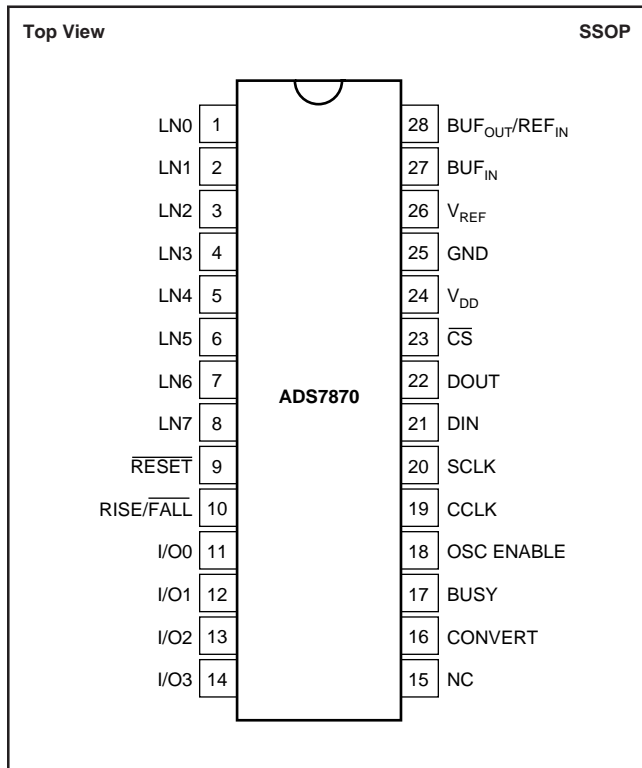 Top View SSOP
LN0 1 28 BUFOUT/REFIN
LN1 2 27 BUFIN
LN2 3 26 VREF
LN3 4 25 GND
LN4 5 24 VDD
LN5 6 23 C̅S̅
LN6 7 22 DOUT
ADS7870
LN7 8 21 DIN
R̅E̅S̅E̅T̅ 9 20 SCLK
RISE/F̅A̅L̅L̅ 10 19 CCLK
I/O0 11 18 OSC ENABLE
I/O1 12 17 BUSY
I/O2 13 16 CONVERT
I/O3 14 15 NC